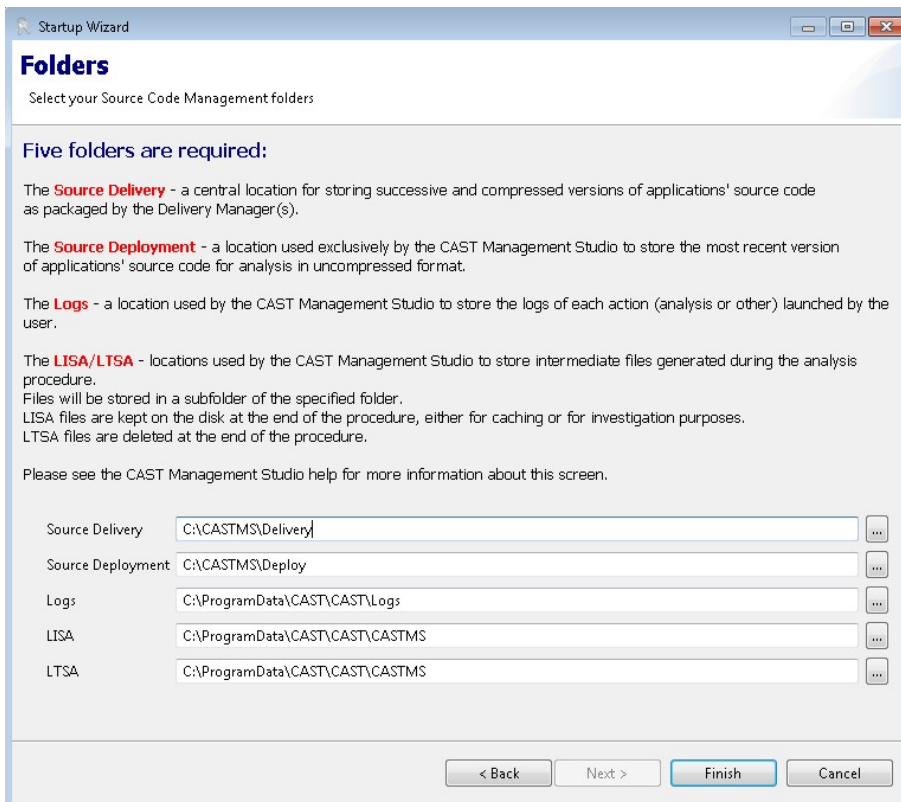 Startup Wizard
Folders
Select your Source Code Management folders
Five folders are required:
The Source Delivery - a central location for storing successive and compressed versions of applications' source code
as packaged by the Delivery Manager(s).
The Source Deployment - a location used exclusively by the CAST Management Studio to store the most recent version
of applications' source code for analysis in uncompressed format.
The Logs - a location used by the CAST Management Studio to store the logs of each action (analysis or other) launched by the
user.
The LISA/LTSA - locations used by the CAST Management Studio to store intermediate files generated during the analysis
procedure.
Files will be stored in a subfolder of the specified folder.
LISA files are kept on the disk at the end of the procedure, either for caching or for investigation purposes.
LTSA files are deleted at the end of the procedure.
Please see the CAST Management Studio help for more information about this screen.
Source Delivery C:\CASTMS\Delivery ...
Source Deployment C:\CASTMS\Deploy ...
Logs C:\ProgramData\CAST\CAST\Logs ...
LISA C:\ProgramData\CAST\CAST\CASTMS ...
LTSA C:\ProgramData\CAST\CAST\CASTMS ...
< Back Next > Finish Cancel